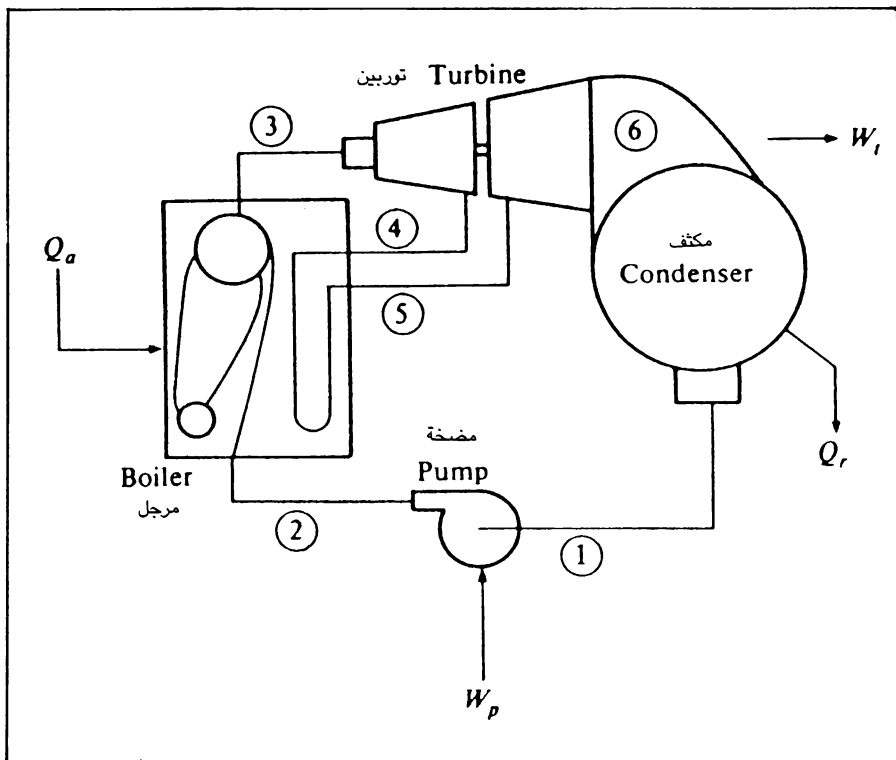 توربين Turbine
3
6
W_t
4
Q_a
مكثف
Condenser
5
مضخة
Pump
Q_r
Boiler
مرجل
2
1
W_p